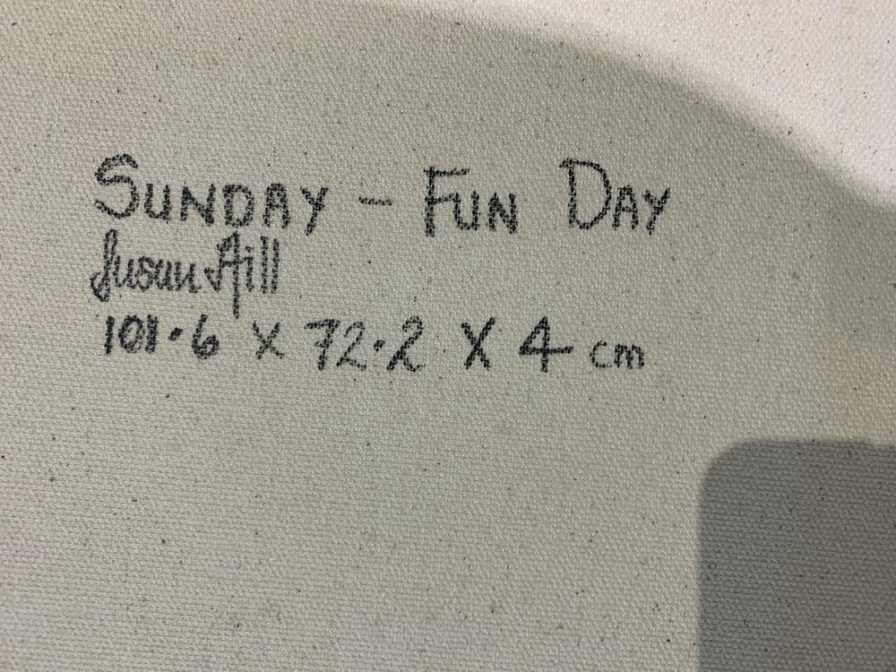 SUNDAY – FUN DAY
Susan Hill
101.6 x 72.2 x 4 cm